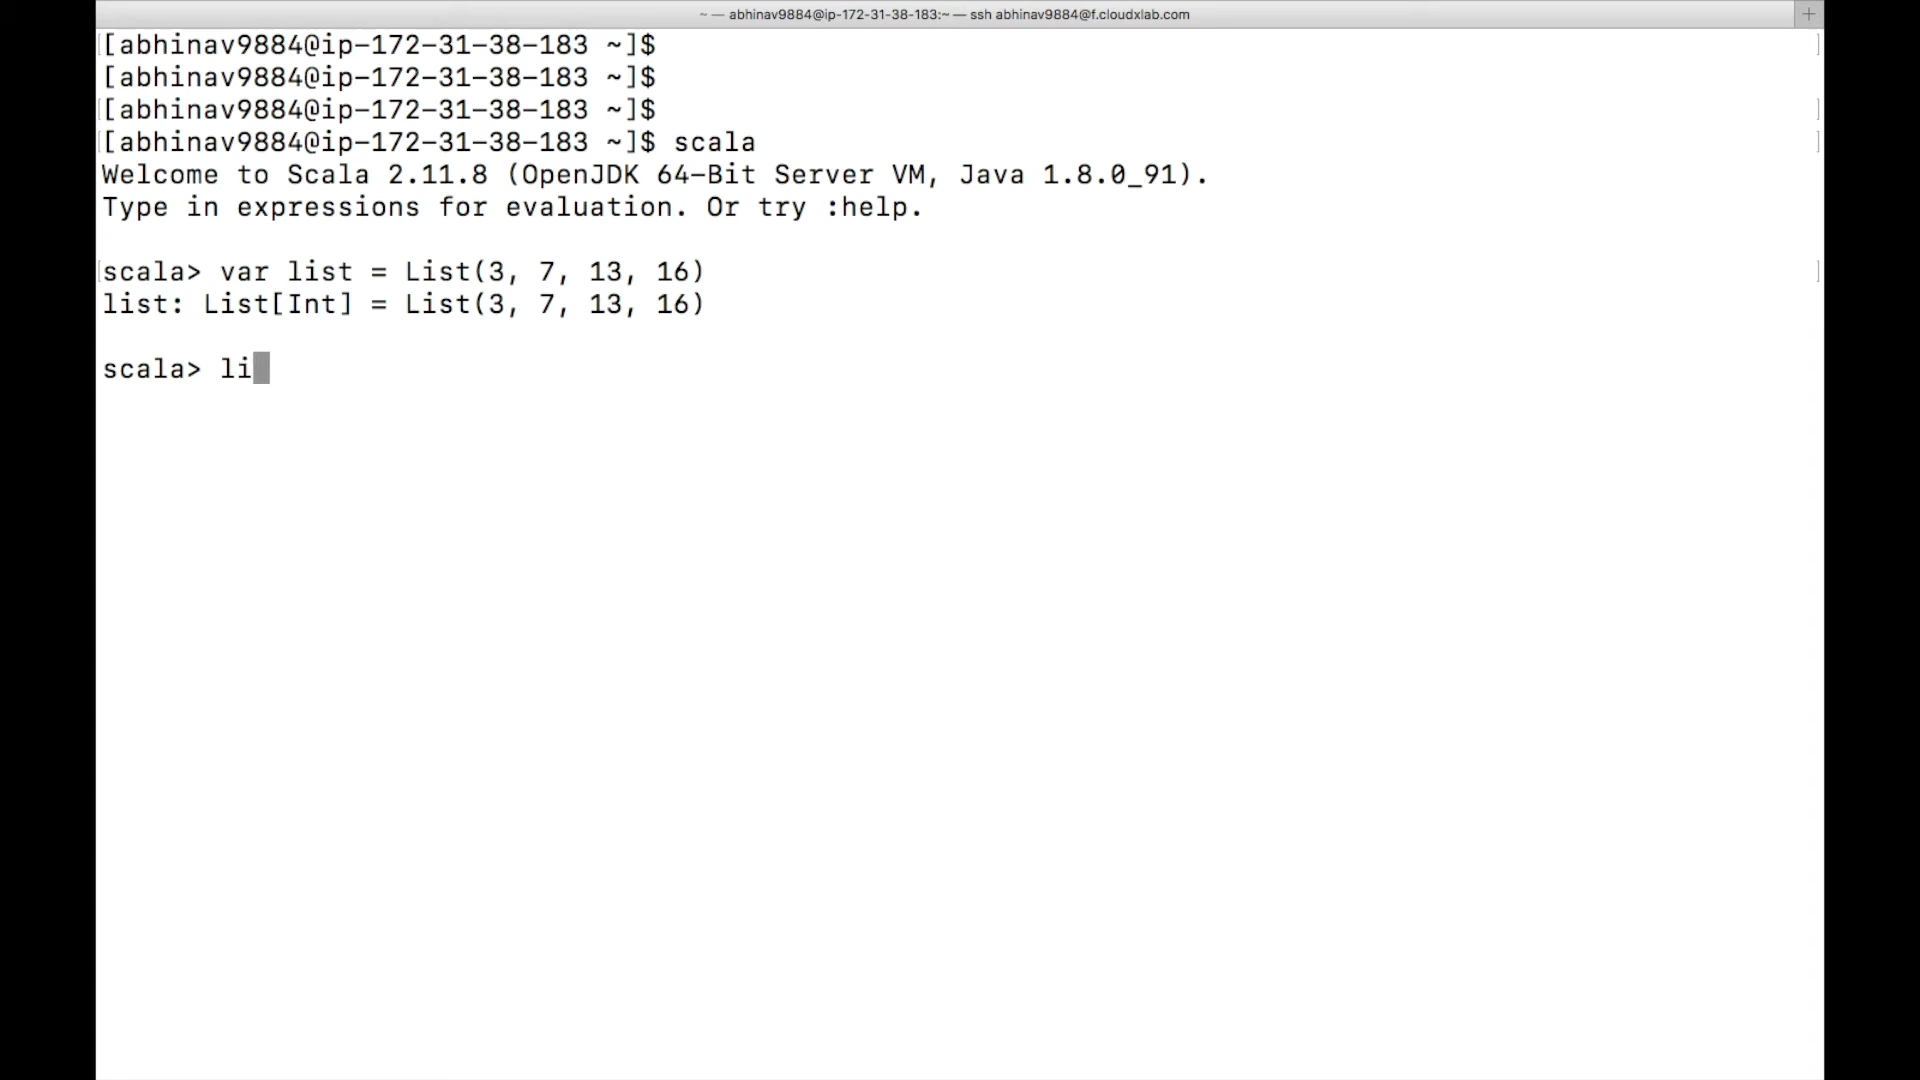 ~ — abhinav9884@ip-172-31-38-183:~ — ssh abhinav9884@f.cloudxlab.com
[abhinav9884@ip-172-31-38-183 ~]$
[abhinav9884@ip-172-31-38-183 ~]$
[abhinav9884@ip-172-31-38-183 ~]$
[abhinav9884@ip-172-31-38-183 ~]$ scala
Welcome to Scala 2.11.8 (OpenJDK 64-Bit Server VM, Java 1.8.0_91).
Type in expressions for evaluation. Or try :help.
scala> var list = List(3, 7, 13, 16)
list: List[Int] = List(3, 7, 13, 16)
scala> li